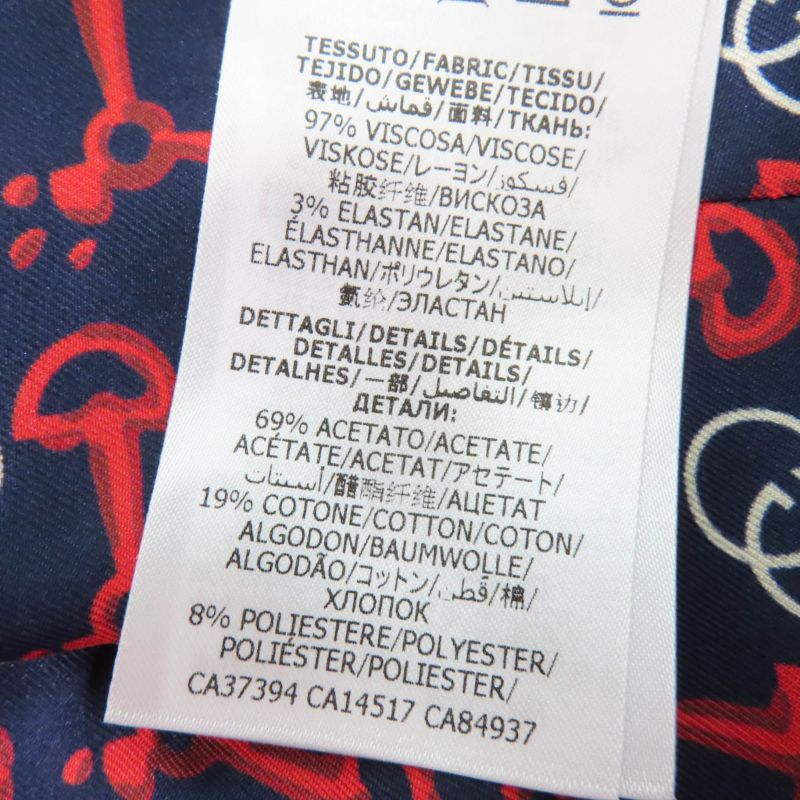 TESSUTO/FABRIC/TISSU/
TEJIDO/GEWEBE/TECIDO/
表地/قماش/面料/ТКАНЬ:
97% VISCOSA/VISCOSE/
VISKOSE/レーヨン/فسكوز/
粘胶纤维/ВИСКОЗА
3% ELASTAN/ELASTANE/
ÉLASTHANNE/ELASTANO/
ELASTHAN/ポリウレタン/إيلاستين/
氨纶/ЭЛАСТАН
DETTAGLI/DETAILS/DÉTAILS/
DETALLES/DETAILS/
DETALHES/一部/التفاصيل/镶边/
ДЕТАЛИ:
69% ACETATO/ACETATE/
ACÉTATE/ACETAT/アセテート/
أستات/醋酯纤维/АЦЕТАТ
19% COTONE/COTTON/COTON/
ALGODON/BAUMWOLLE/
ALGODÃO/コットン/قطن/棉/
ХЛОПОК
8% POLIESTERE/POLYESTER/
POLIÉSTER/POLIESTER/
CA37394 CA14517 CA84937